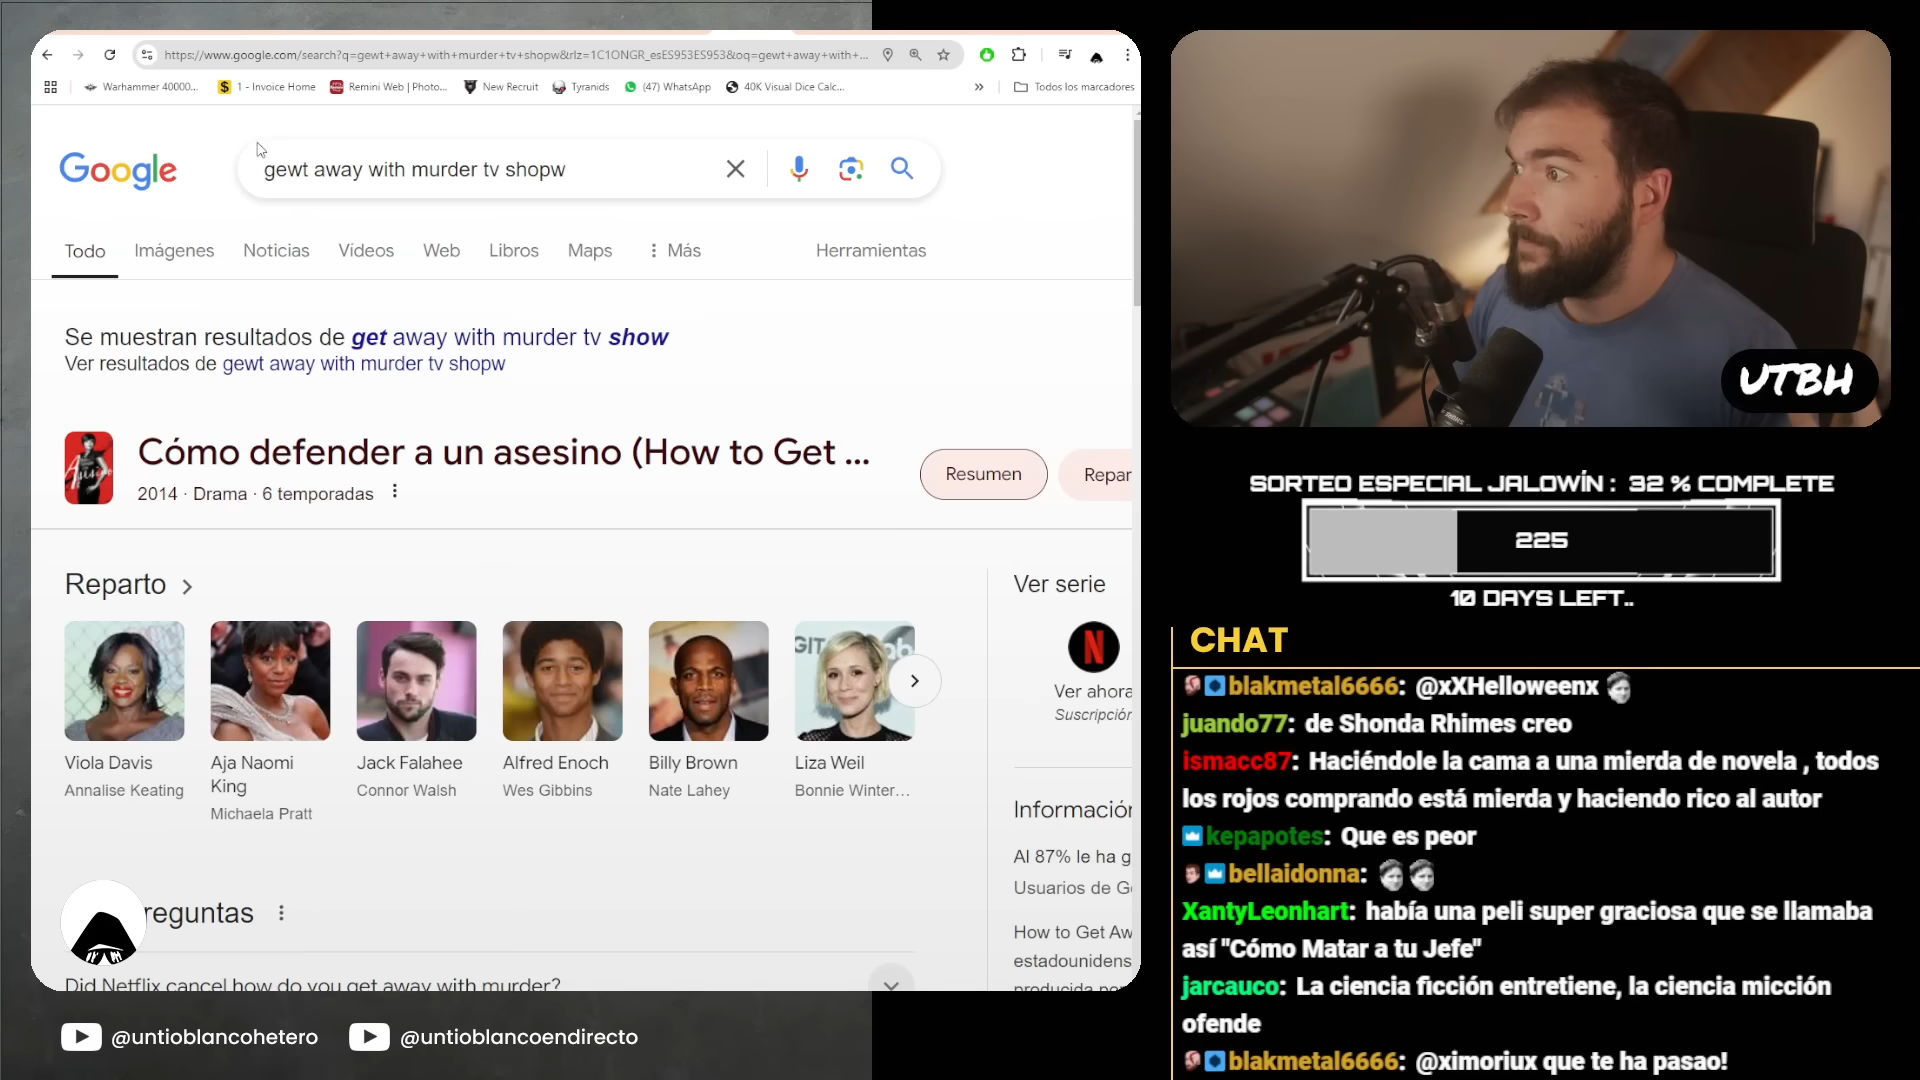 https://www.google.com/search?q=gewt+away+with+murder+tv+shopw&rlz=1C1ONGR_esES953ES953&oq=gewt+away+with+...
Warhammer 40000...
1 - Invoice Home
Remini Web | Photo...
New Recruit
Tyranids
(47) WhatsApp
40K Visual Dice Calc...
Todos los marcadores
Google
gewt away with murder tv shopw
Todo
Imágenes
Noticias
Vídeos
Web
Libros
Maps
Más
Herramientas
Se muestran resultados de get away with murder tv show
Ver resultados de gewt away with murder tv shopw
Cómo defender a un asesino (How to Get ...
2014 · Drama · 6 temporadas
Resumen
Repar
Reparto
Viola Davis
Annalise Keating
Aja Naomi
King
Michaela Pratt
Jack Falahee
Connor Walsh
Alfred Enoch
Wes Gibbins
Billy Brown
Nate Lahey
Liza Weil
Bonnie Winter...
Ver serie
Ver ahora
Suscripción
Información
Al 87% le ha g
Usuarios de G
How to Get Aw
estadounidens
producida por
reguntas
Did Netflix cancel how do you get away with murder?
@untioblancohetero
@untioblancoendirecto
UTBH
SORTEO ESPECIAL JALOWÍN : 32 % COMPLETE
225
10 DAYS LEFT..
CHAT
blakmetal6666: @xXHelloweenx
juando77: de Shonda Rhimes creo
ismacc87: Haciéndole la cama a una mierda de novela , todos
los rojos comprando está mierda y haciendo rico al autor
kepapotes: Que es peor
bellaidonna:
XantyLeonhart: había una peli super graciosa que se llamaba
así "Cómo Matar a tu Jefe"
jarcauco: La ciencia ficción entretiene, la ciencia micción
ofende
blakmetal6666: @ximoriux que te ha pasao!